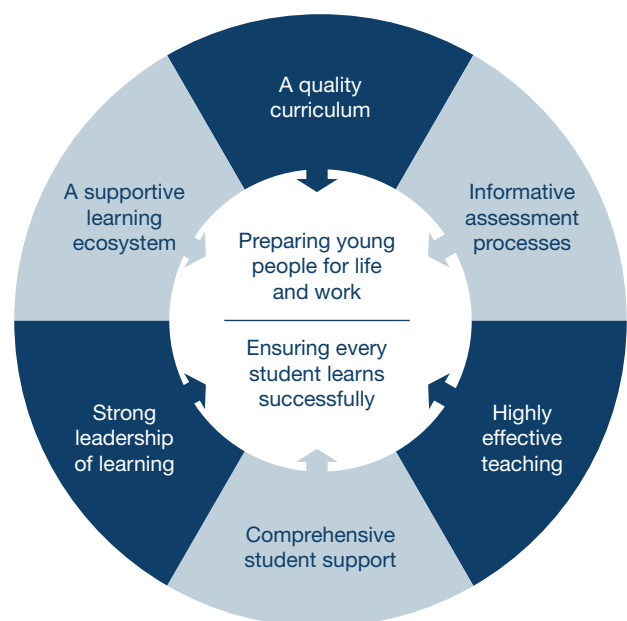 A quality
curriculum
Informative
assessment
processes
Highly
effective
teaching
Comprehensive
student support
Strong
leadership
of learning
A supportive
learning
ecosystem
Preparing young
people for life
and work
Ensuring every
student learns
successfully